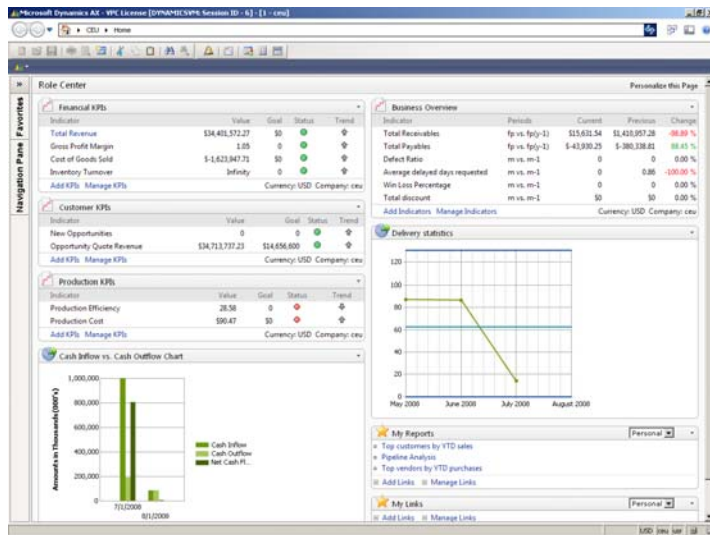 Microsoft Dynamics AX - VPC License [DYNAMICSVM: Session ID - 6] - [1 - ceu]
CEU Home
Role Center
Personalize this Page
Favorites
Navigation Pane
Financial KPIs
Indicator Value Goal Status Trend
Total Revenue $34,401,572.27 $0
Gross Profit Margin 1.05 0
Cost of Goods Sold $-1,623,947.71 $0
Inventory Turnover Infinity 0
Add KPIs Manage KPIs Currency: USD Company: ceu
Customer KPIs
Indicator Value Goal Status Trend
New Opportunities 0 0
Opportunity Quote Revenue $34,713,737.23 $14,656,600
Add KPIs Manage KPIs Currency: USD Company: ceu
Production KPIs
Indicator Value Goal Status Trend
Production Efficiency 28.58 0
Production Cost $90.47 $0
Add KPIs Manage KPIs Currency: USD Company: ceu
Cash Inflow vs. Cash Outflow Chart
Amounts in Thousands (000's)
1,000,000
800,000
600,000
400,000
200,000
0
7/1/2008
8/1/2008
Cash Inflow
Cash Outflow
Net Cash Fl...
Business Overview
Indicator Periods Current Previous Change
Total Receivables fp vs. fp(y-1) $15,631.54 $1,410,957.28 -98.89 %
Total Payables fp vs. fp(y-1) $-43,930.25 $-380,338.81 88.45 %
Defect Ratio m vs. m-1 0 0 0.00 %
Average delayed days requested m vs. m-1 0 0.86 -100.00 %
Win Loss Percentage m vs. m-1 0 0 0.00 %
Total discount m vs. m-1 $0 $0 0.00 %
Add Indicators Manage Indicators Currency: USD Company: ceu
Delivery statistics
120
100
80
60
40
20
0
May 2008 June 2008 July 2008 August 2008
My Reports Personal
Top customers by YTD sales
Pipeline Analysis
Top vendors by YTD purchases
Add Links Manage Links
My Links Personal
Add Links Manage Links
USD ceu usr